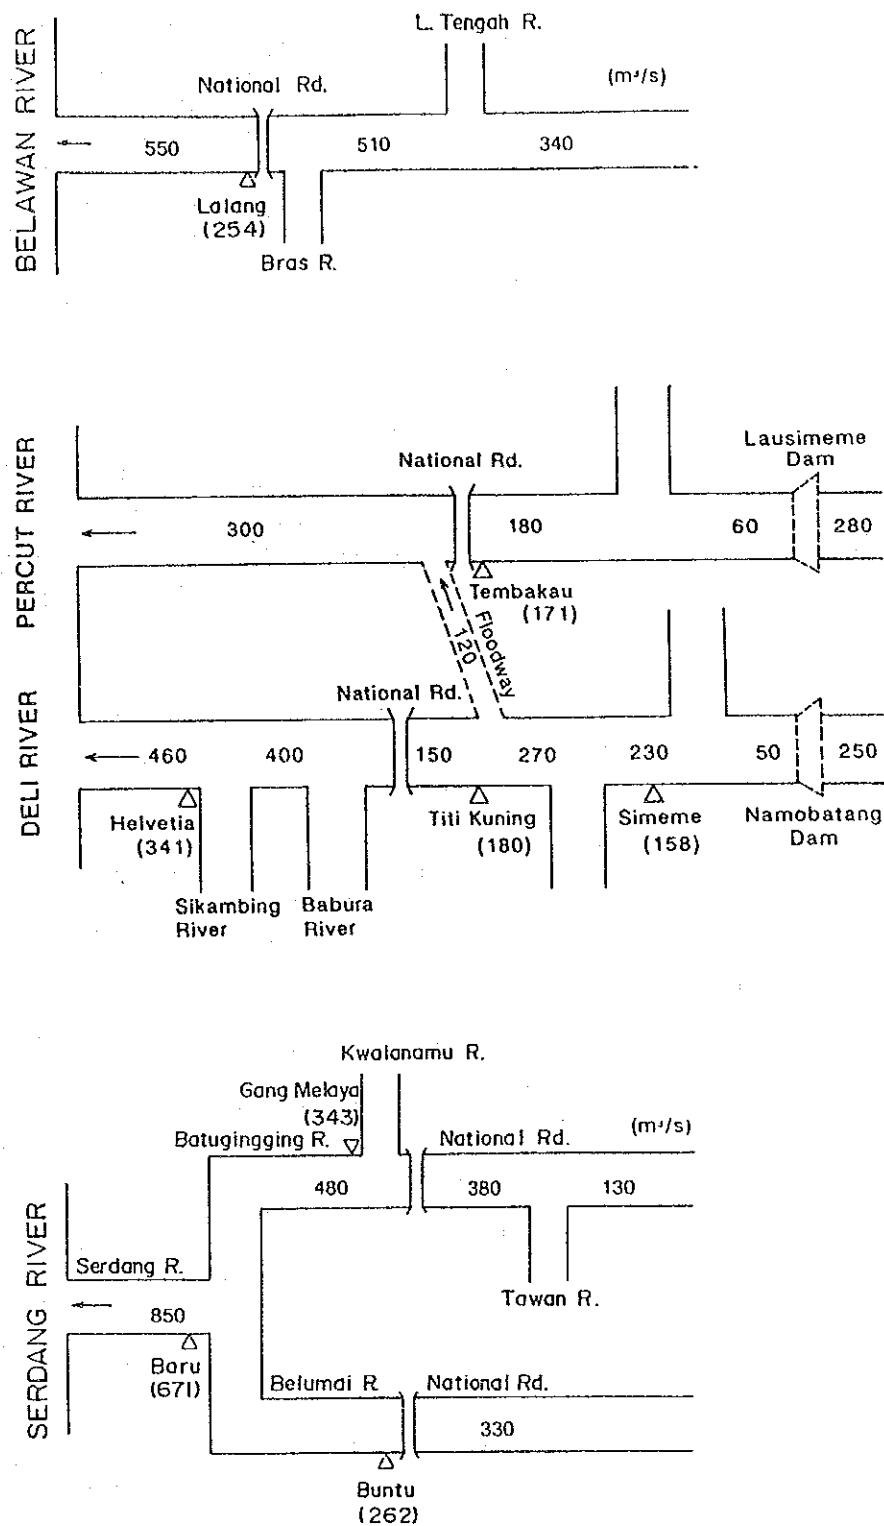 L. Tengah R.
BELAWAN RIVER
National Rd.
(m³/s)
550
510
340
Lalang
(254)
Bras R.
PERCUT RIVER
Lausimeme
Dam
National Rd.
300
180
60
280
Tembakau
(171)
120
Floodway
DELI RIVER
National Rd.
460
400
150
270
230
50
250
Helvetia
(341)
Titi Kuning
(180)
Simeme
(158)
Namobatang
Dam
Sikambing
River
Babura
River
Kwalanamu R.
Gang Melaya
(343)
Batugingging R.
National Rd.
(m³/s)
480
380
130
SERDANG RIVER
Serdang R.
Tawan R.
850
Baru
(671)
Belumai R
National Rd.
330
Buntu
(262)